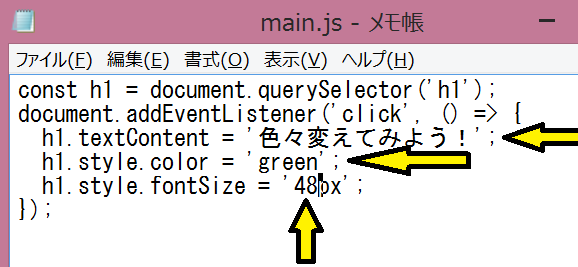 main.js - メモ帳
ファイル(F) 編集(E) 書式(O) 表示(V) ヘルプ(H)
const h1 = document.querySelector('h1');
document.addEventListener('click', () => {
  h1.textContent = '色々変えてみよう！';
  h1.style.color = 'green';
  h1.style.fontSize = '48px';
});